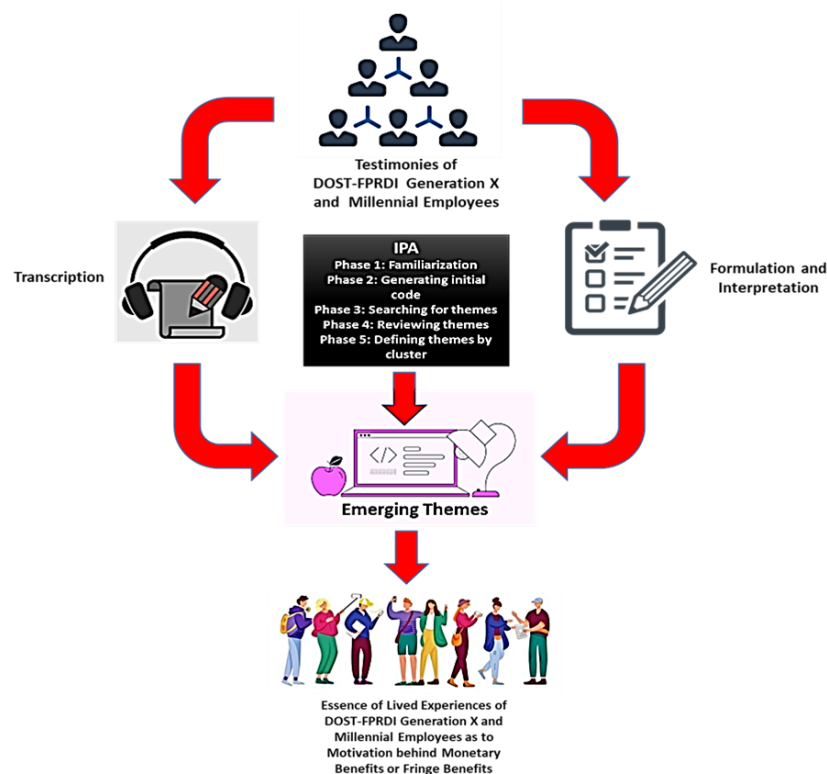 Testimonies of
DOST-FPRDI Generation X
and Millennial Employees
Transcription
IPA
Phase 1: Familiarization
Phase 2: Generating initial
code
Phase 3: Searching for themes
Phase 4: Reviewing themes
Phase 5: Defining themes by
cluster
Formulation and
Interpretation
</>
Emerging Themes
Essence of Lived Experiences of
DOST-FPRDI Generation X and
Millennial Employees as to
Motivation behind Monetary
Benefits or Fringe Benefits